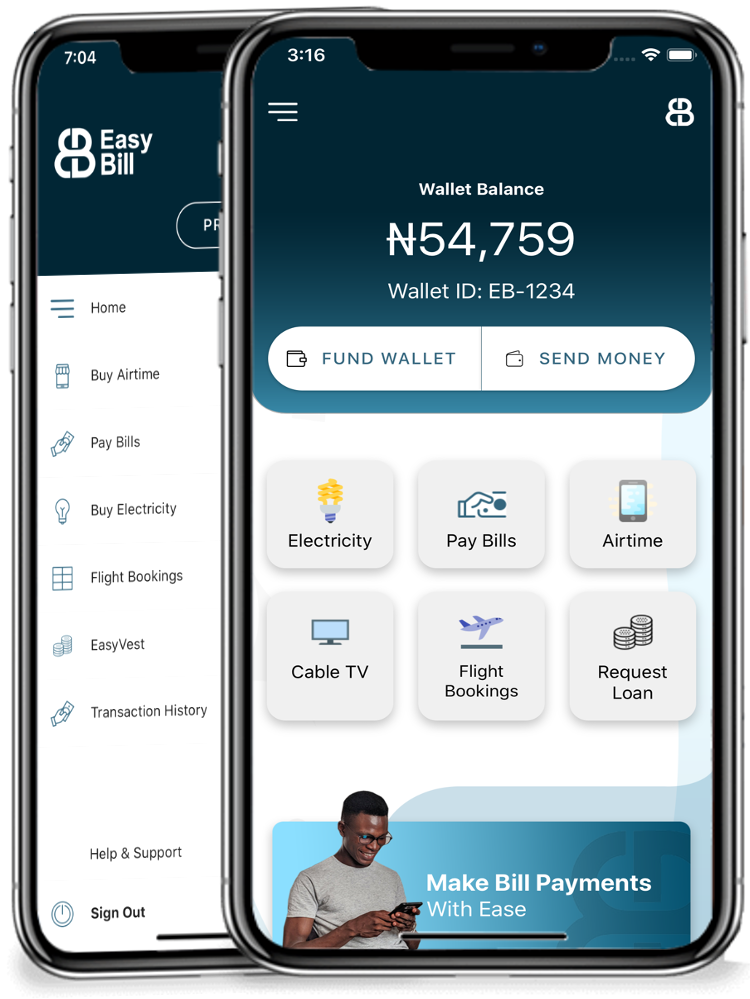 7:04
Easy
Bill
PR
Home
Buy Airtime
Pay Bills
Buy Electricity
Flight Bookings
EasyVest
Transaction History
Help & Support
Sign Out
3:16
Wallet Balance
₦54,759
Wallet ID: EB-1234
FUND WALLET
SEND MONEY
Electricity
Pay Bills
Airtime
Cable TV
Flight
Bookings
Request
Loan
Make Bill Payments
With Ease